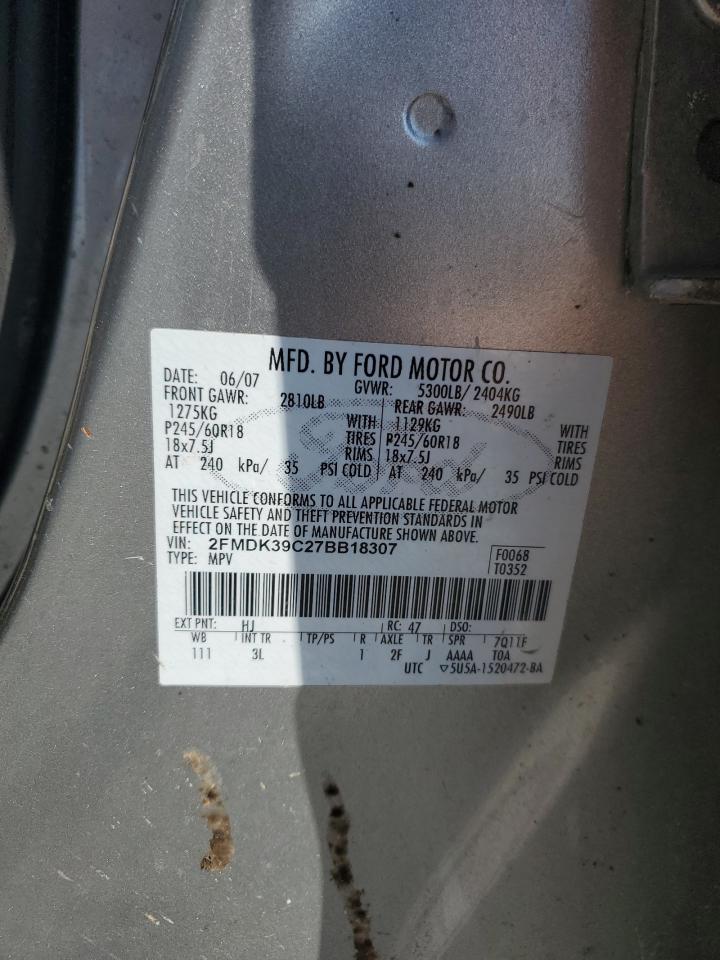 MFD. BY FORD MOTOR CO.
DATE: 06/07 GVWR: 5300LB/ 2404KG
FRONT GAWR: 2810LB REAR GAWR: 2490LB
1275KG WITH 1129KG WITH
P245/60R18 TIRES P245/60R18 TIRES
18x7.5J RIMS 18x7.5J RIMS
AT 240 kPa/ 35 PSI COLD AT 240 kPa/ 35 PSI COLD
THIS VEHICLE CONFORMS TO ALL APPLICABLE FEDERAL MOTOR
VEHICLE SAFETY AND THEFT PREVENTION STANDARDS IN
EFFECT ON THE DATE OF MANUFACTURE SHOWN ABOVE.
VIN: 2FMDK39C27BB18307 F0068
TYPE: MPV T0352
EXT PNT: HJ RC: 47 DSO:
WB INT TR TP/PS R AXLE TR SPR 7Q11F
111 3L 1 2F J AAAA TOA
UTC ▽5U5A-1520472-BA